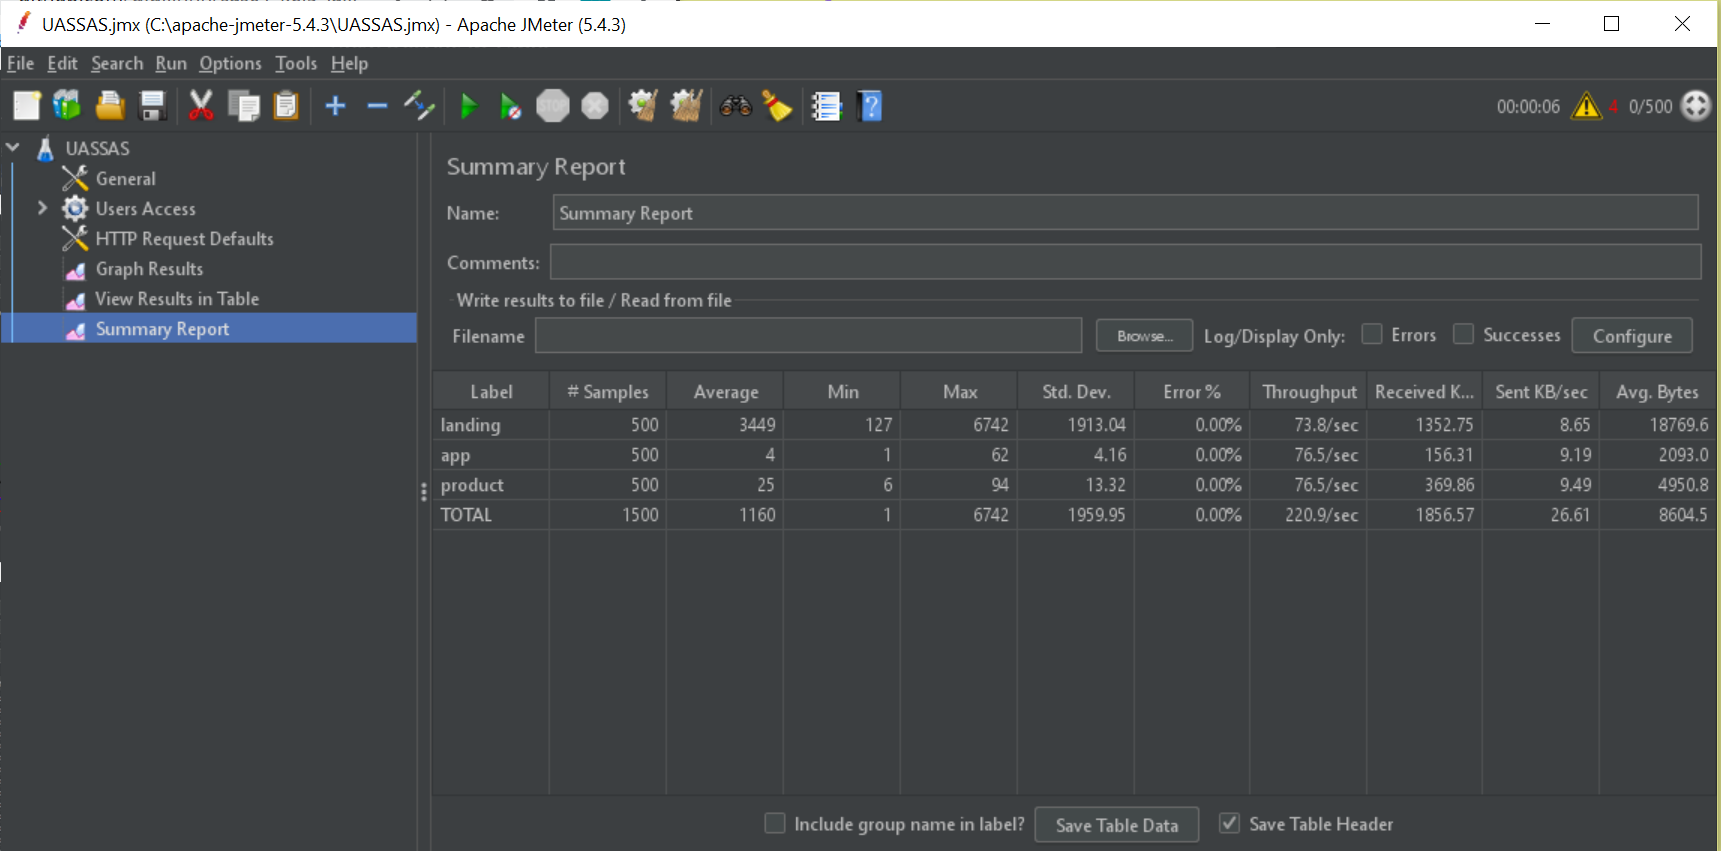 UASSAS.jmx (C:\apache-jmeter-5.4.3\UASSAS.jmx) - Apache JMeter (5.4.3)
File Edit Search Run Options Tools Help
STOP
00:00:06 4 0/500
UASSAS
General
Users Access
HTTP Request Defaults
Graph Results
View Results in Table
Summary Report
Summary Report
Name: Summary Report
Comments:
Write results to file / Read from file
Filename Browse... Log/Display Only: Errors Successes Configure
Label # Samples Average Min Max Std. Dev. Error % Throughput Received K... Sent KB/sec Avg. Bytes
landing 500 3449 127 6742 1913.04 0.00% 73.8/sec 1352.75 8.65 18769.6
app 500 4 1 62 4.16 0.00% 76.5/sec 156.31 9.19 2093.0
product 500 25 6 94 13.32 0.00% 76.5/sec 369.86 9.49 4950.8
TOTAL 1500 1160 1 6742 1959.95 0.00% 220.9/sec 1856.57 26.61 8604.5
Include group name in label? Save Table Data Save Table Header